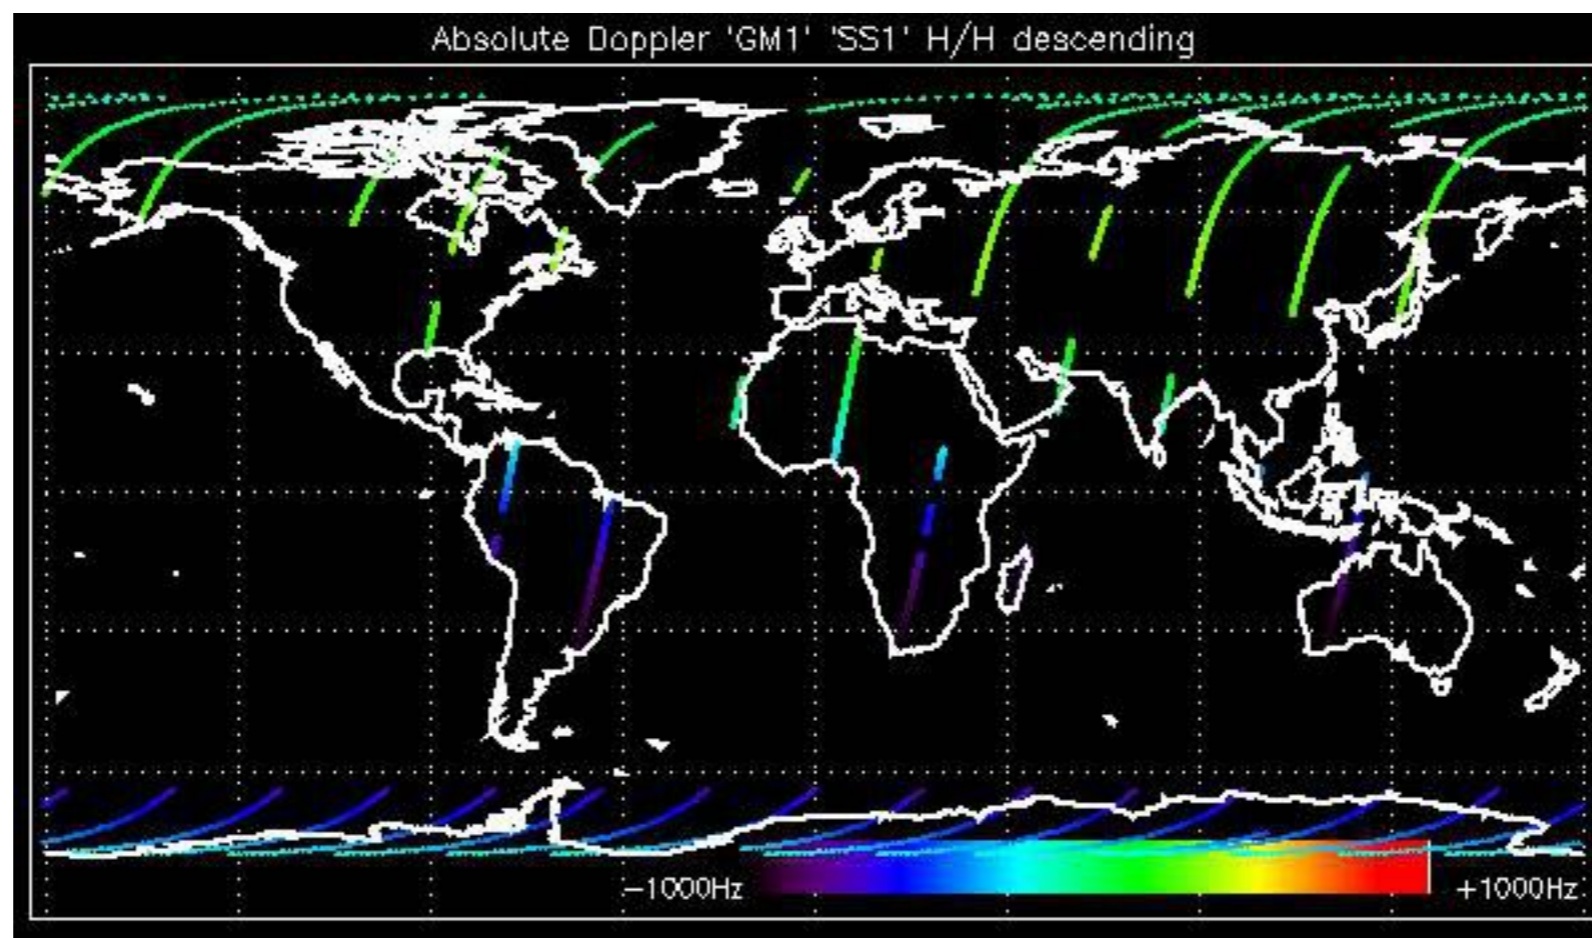 Absolute Doppler 'GM1' 'SS1' H/H descending
-1000Hz
+1000Hz